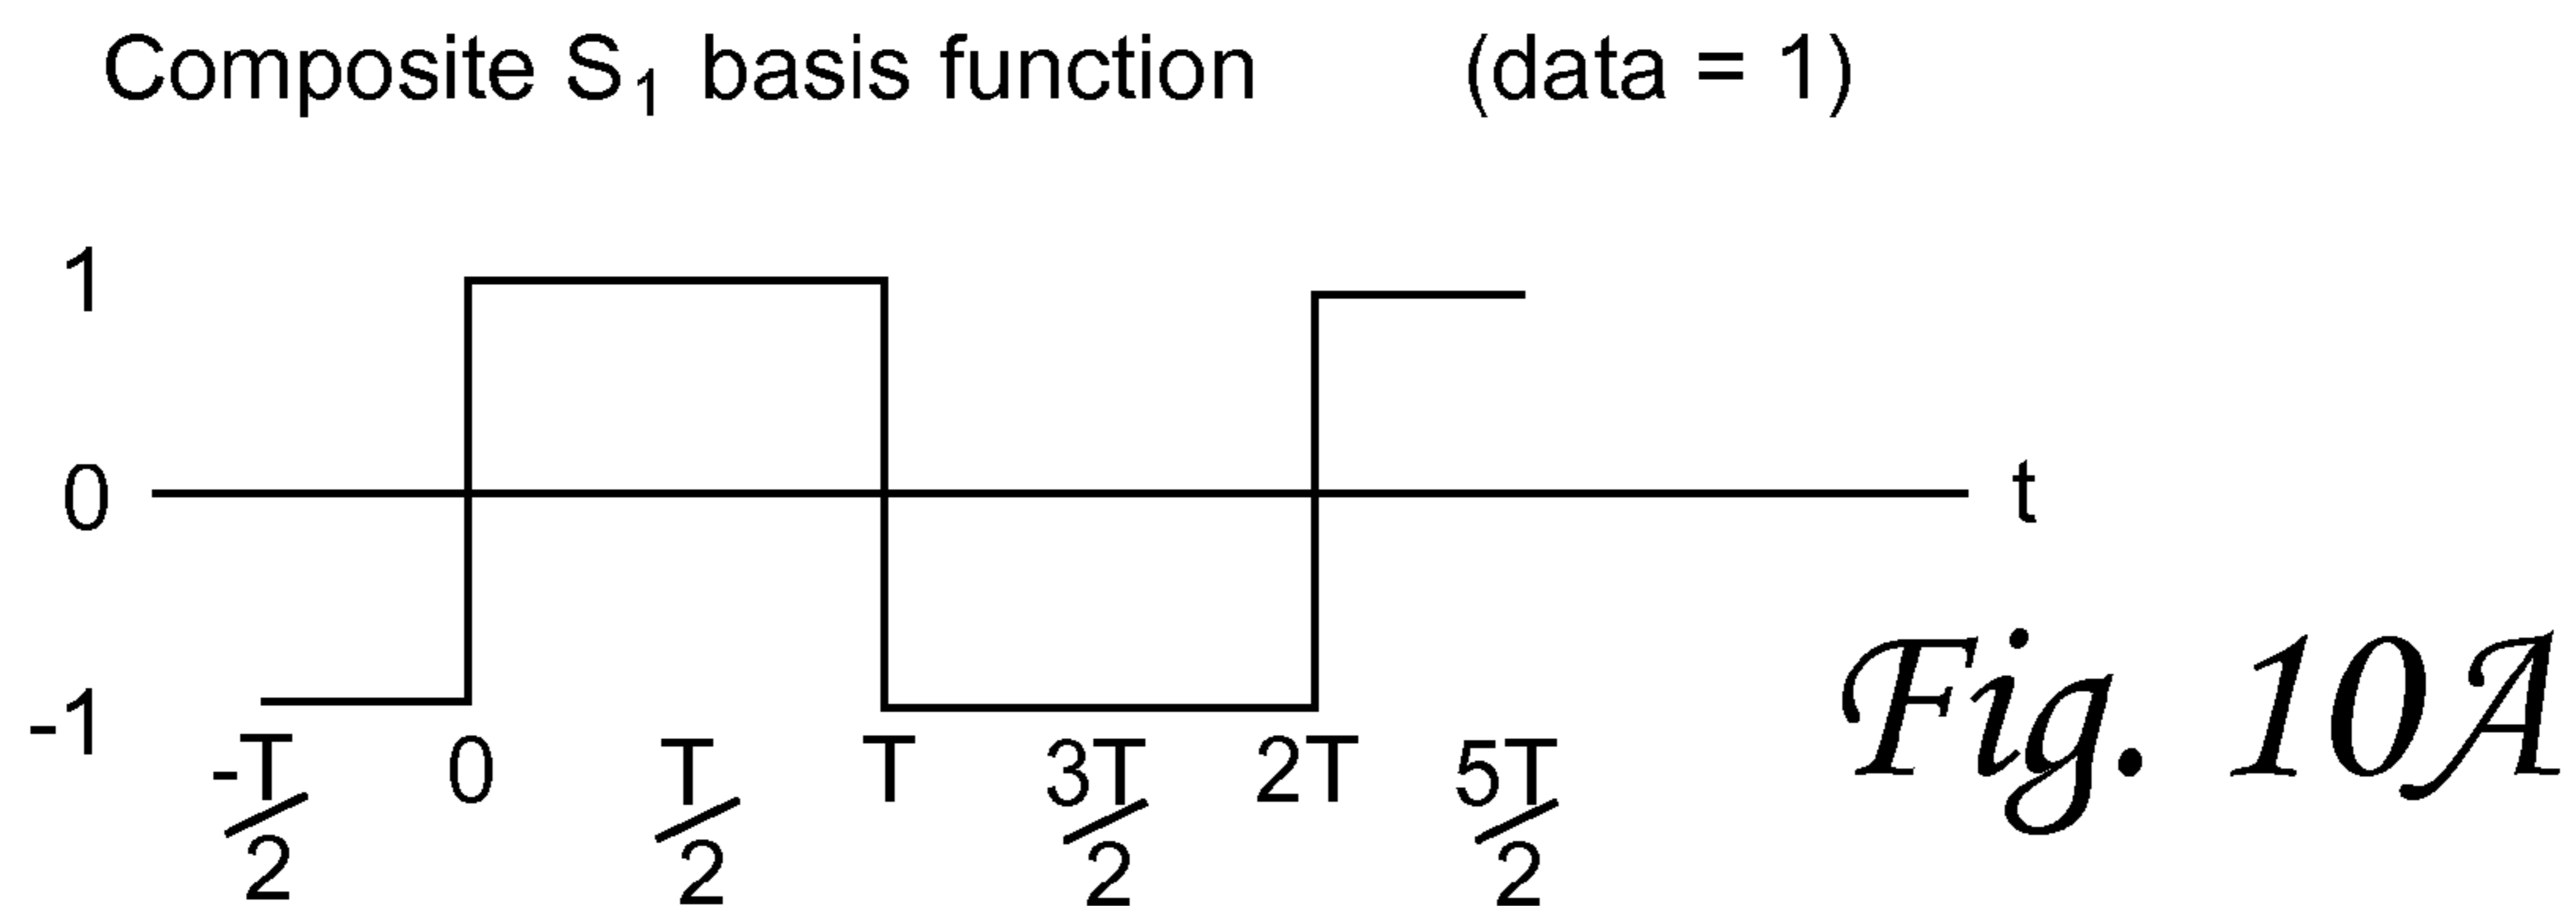 Composite S₁ basis function (data = 1)
1
0
t
-1
-T/2 0 T/2 T 3T/2 2T 5T/2
Fig. 10A